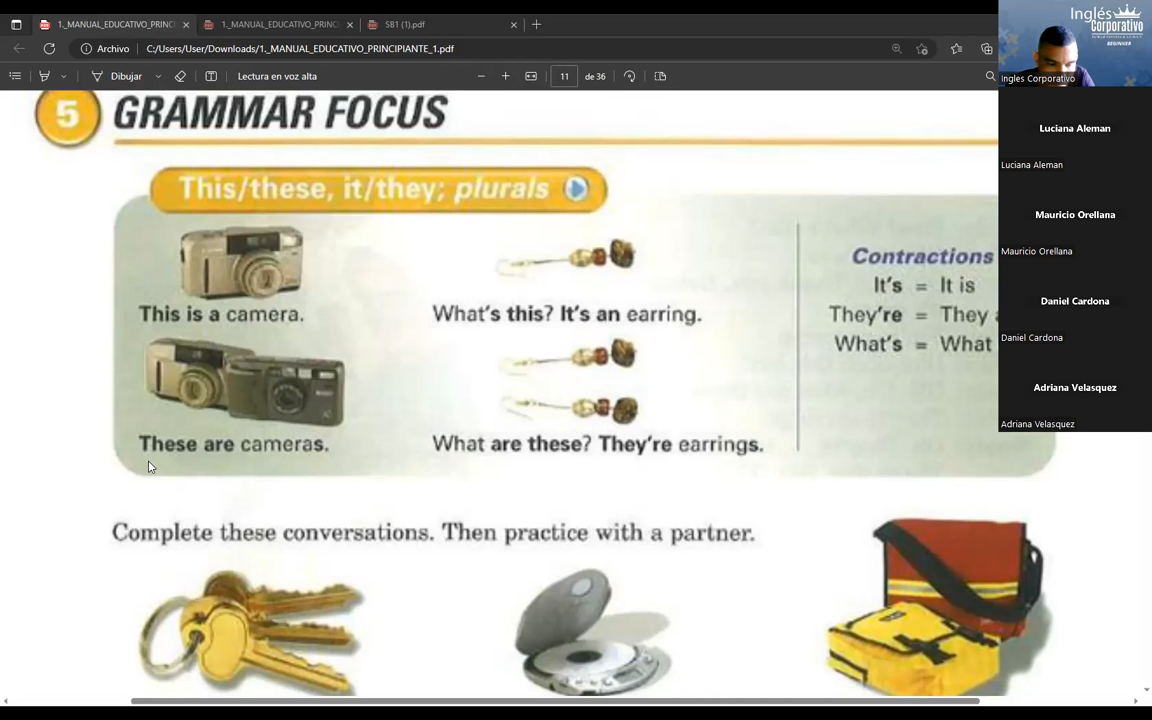 1._MANUAL_EDUCATIVO_PRINCI
1._MANUAL_EDUCATIVO_PRINC
SB1 (1).pdf
Archivo
C:/Users/User/Downloads/1._MANUAL_EDUCATIVO_PRINCIPIANTE_1.pdf
Dibujar
Lectura en voz alta
11
de 36
Inglés
Corporativo
BEGINNER
Ingles Corporativo
Luciana Aleman
Luciana Aleman
Mauricio Orellana
Mauricio Orellana
Daniel Cardona
Daniel Cardona
Adriana Velasquez
Adriana Velasquez
5 GRAMMAR FOCUS
This/these, it/they; plurals
This is a camera.
What's this? It's an earring.
These are cameras.
What are these? They're earrings.
Contractions
It's = It is
They're = They a
What's = What
Complete these conversations. Then practice with a partner.